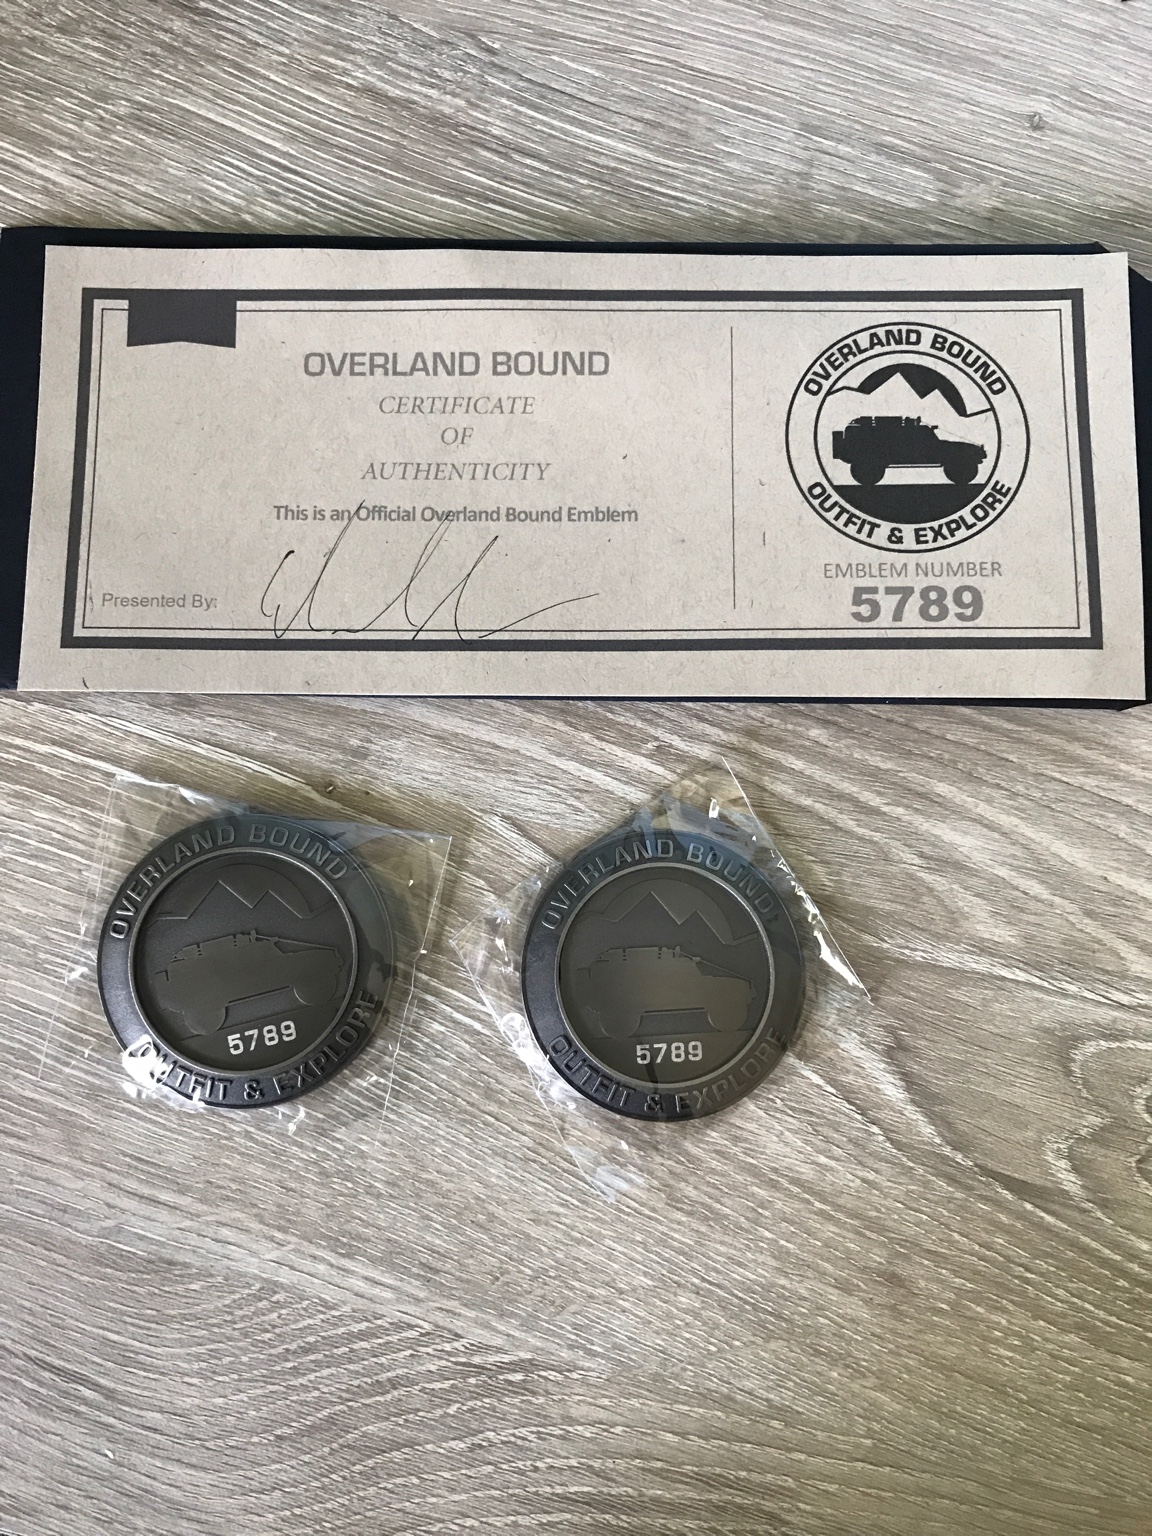 OVERLAND BOUND
CERTIFICATE
OF
AUTHENTICITY
This is an Official Overland Bound Emblem
Presented By:
OVERLAND BOUND
OUTFIT & EXPLORE
EMBLEM NUMBER
5789
OVERLAND BOUND
5789
OUTFIT & EXPLORE
OVERLAND BOUND
5789
OUTFIT & EXPLORE